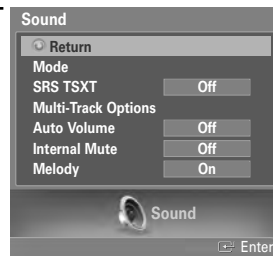 Sound
Return
Mode
SRS TSXT Off
Multi-Track Options
Auto Volume Off
Internal Mute Off
Melody On
Sound
Enter